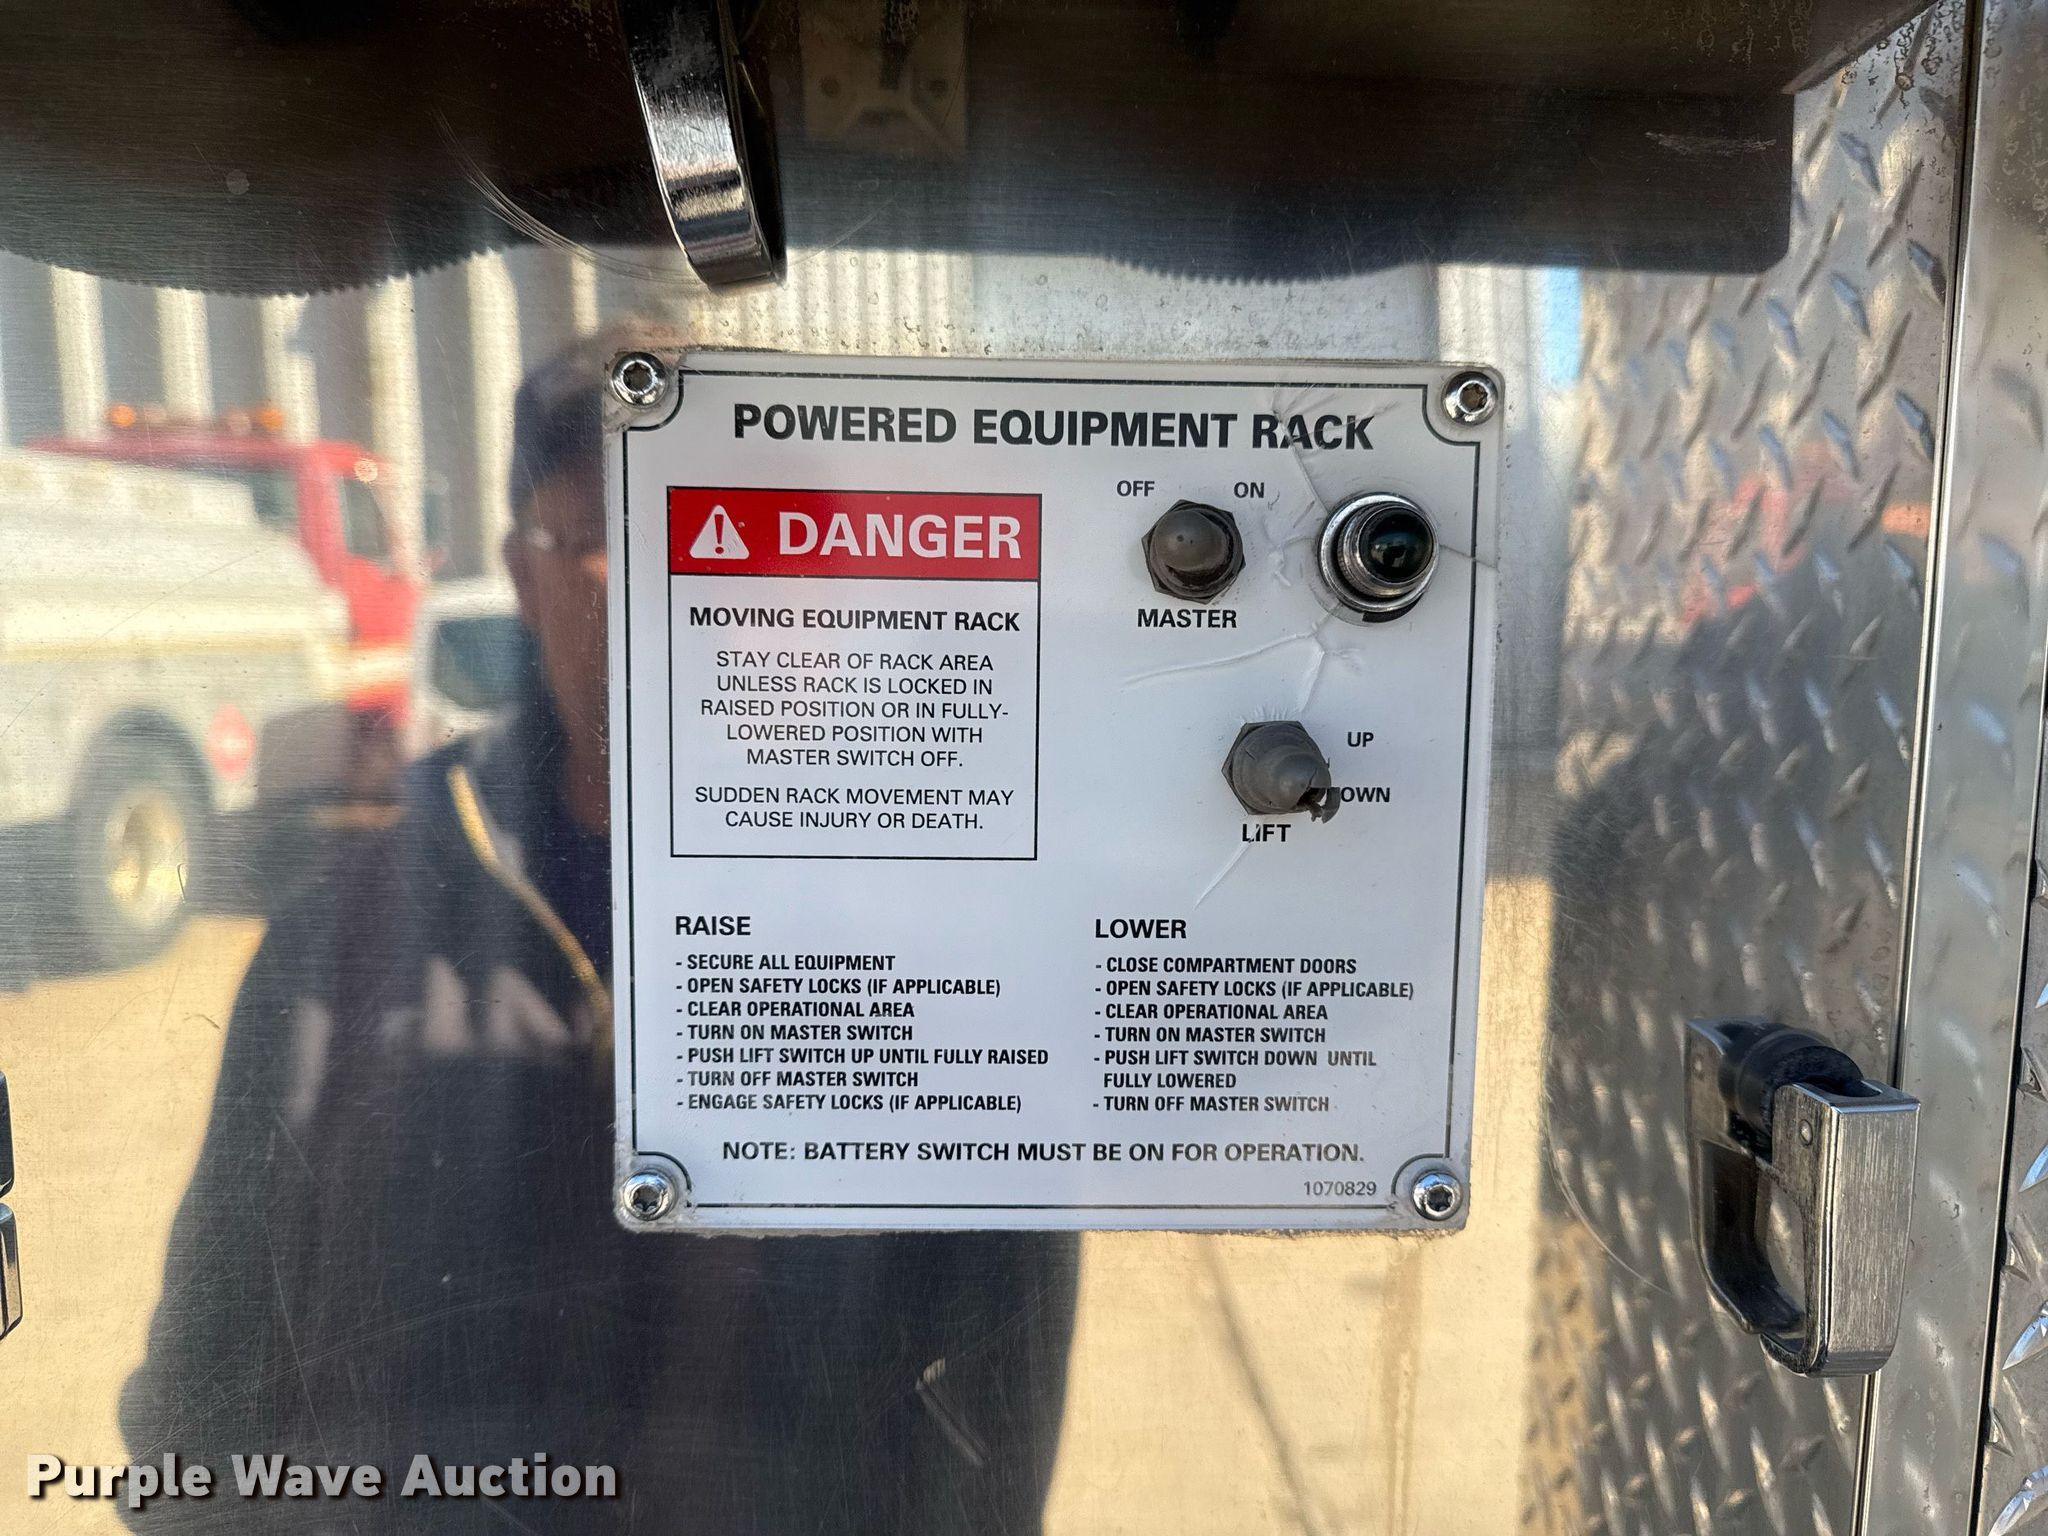 POWERED EQUIPMENT RACK
DANGER
MOVING EQUIPMENT RACK
STAY CLEAR OF RACK AREA
UNLESS RACK IS LOCKED IN
RAISED POSITION OR IN FULLY-
LOWERED POSITION WITH
MASTER SWITCH OFF.
SUDDEN RACK MOVEMENT MAY
CAUSE INJURY OR DEATH.
OFF ON
MASTER
UP
DOWN
LIFT
RAISE
- SECURE ALL EQUIPMENT
- OPEN SAFETY LOCKS (IF APPLICABLE)
- CLEAR OPERATIONAL AREA
- TURN ON MASTER SWITCH
- PUSH LIFT SWITCH UP UNTIL FULLY RAISED
- TURN OFF MASTER SWITCH
- ENGAGE SAFETY LOCKS (IF APPLICABLE)
LOWER
- CLOSE COMPARTMENT DOORS
- OPEN SAFETY LOCKS (IF APPLICABLE)
- CLEAR OPERATIONAL AREA
- TURN ON MASTER SWITCH
- PUSH LIFT SWITCH DOWN UNTIL
FULLY LOWERED
- TURN OFF MASTER SWITCH
NOTE: BATTERY SWITCH MUST BE ON FOR OPERATION.
1070829
Purple Wave Auction